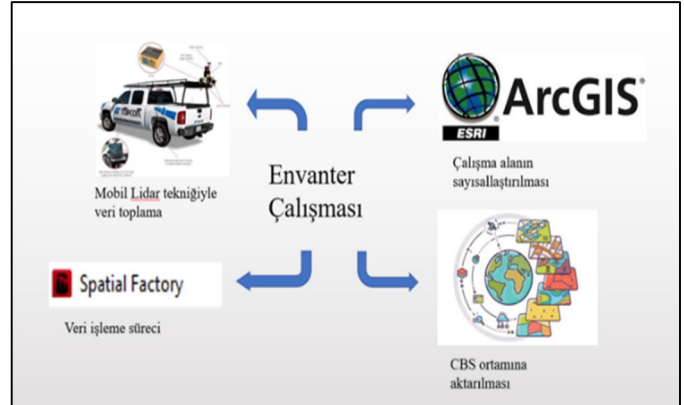 Mobil Lidar tekniğiyle
veri toplama
Envanter
Çalışması
ArcGIS
ESRI
Çalışma alanın
sayısallaştırılması
Spatial Factory
Veri işleme süreci
CBS ortamına
aktarılması